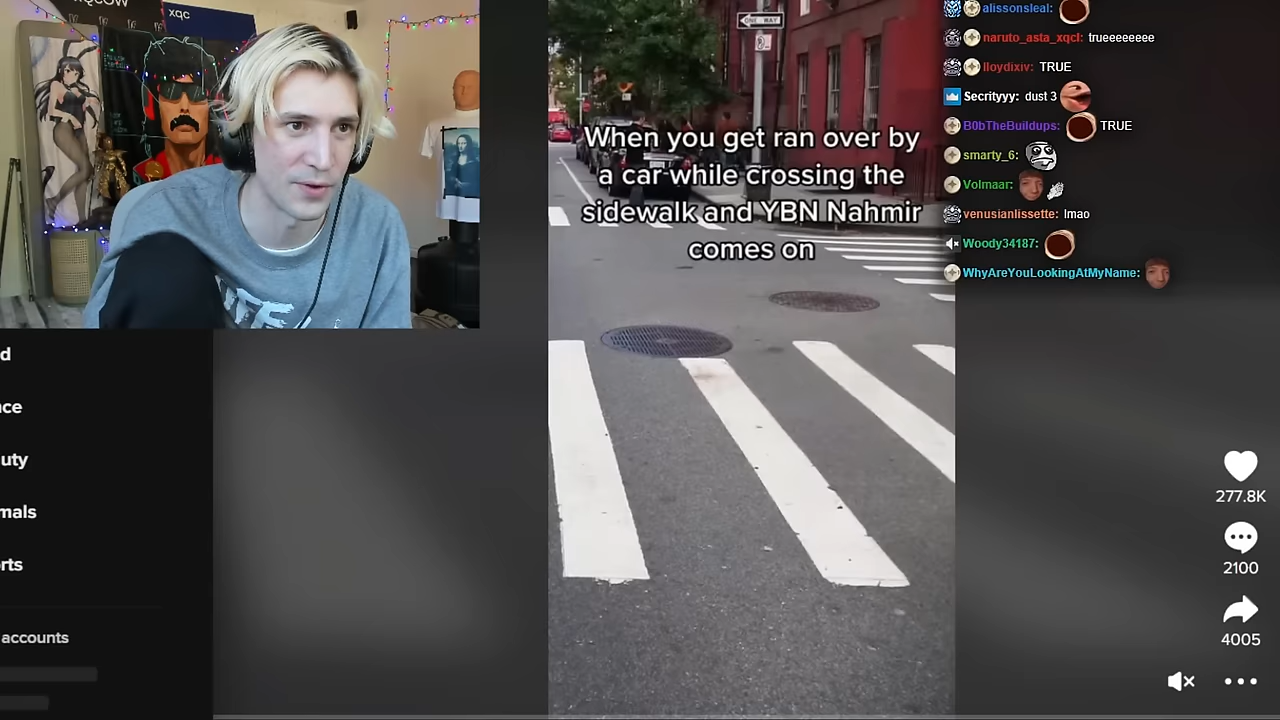 xQcOW
xqc
ONE WAY
When you get ran over by
a car while crossing the
sidewalk and YBN Nahmir
comes on
alissonsleal:
naruto_asta_xqcl: trueeeeeeee
lloydixiv: TRUE
Secrityyy: dust 3
B0bTheBuildups: TRUE
smarty_6:
Volmaar:
venusianlissette: lmao
Woody34187:
WhyAreYouLookingAtMyName:
d
ce
uty
mals
rts
accounts
277.8K
2100
4005